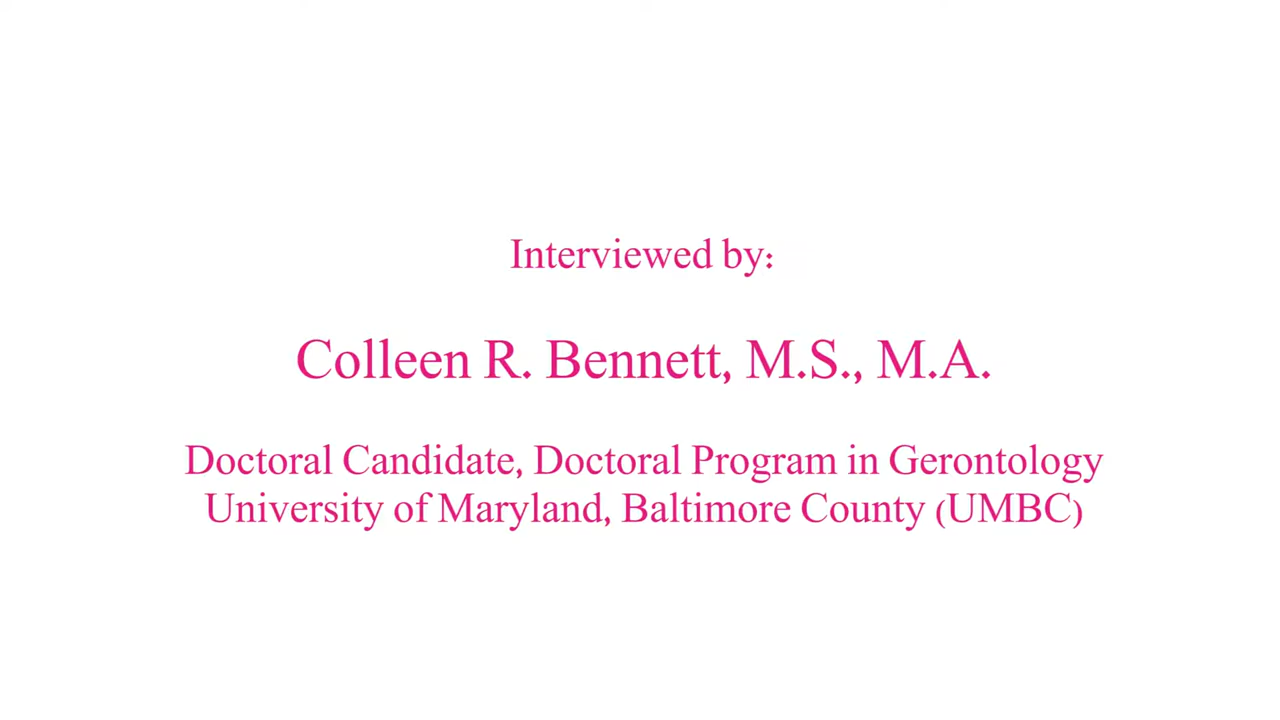 Interviewed by:
Colleen R. Bennett, M.S., M.A.
Doctoral Candidate, Doctoral Program in Gerontology
University of Maryland, Baltimore County (UMBC)